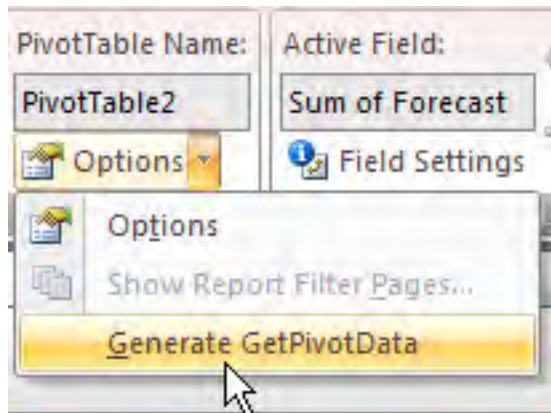 PivotTable Name:
Active Field:
PivotTable2
Sum of Forecast
Options
Field Settings
Options
Show Report Filter Pages...
Generate GetPivotData